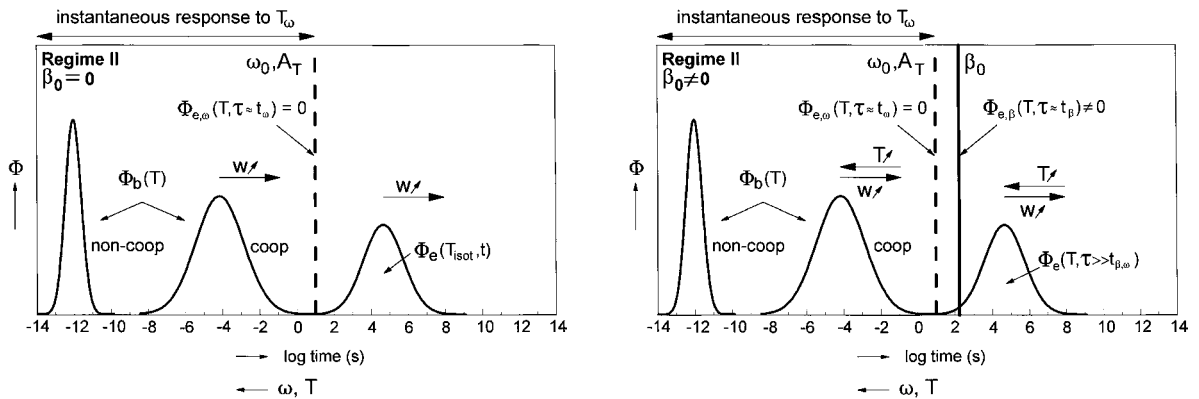 instantaneous response to Tω
Regime II
β₀ = 0
ω₀, A_T
Φe,ω(T, τ≈ tω) = 0
w↗
w↗
Φ
Φb(T)
non-coop
coop
Φe(Tisot, t)
-14 -12 -10 -8 -6 -4 -2 0 2 4 6 8 10 12 14
log time (s)
ω, T
instantaneous response to Tω
Regime II
β₀≠0
ω₀, A_T
β₀
Φe,ω(T, τ≈ tω) = 0
Φe,β(T, τ≈ tβ)≠0
T↗
w↗
T↗
w↗
Φ
Φb(T)
non-coop
coop
Φe(T, τ>>tβ,ω)
-14 -12 -10 -8 -6 -4 -2 0 2 4 6 8 10 12 14
log time (s)
ω, T